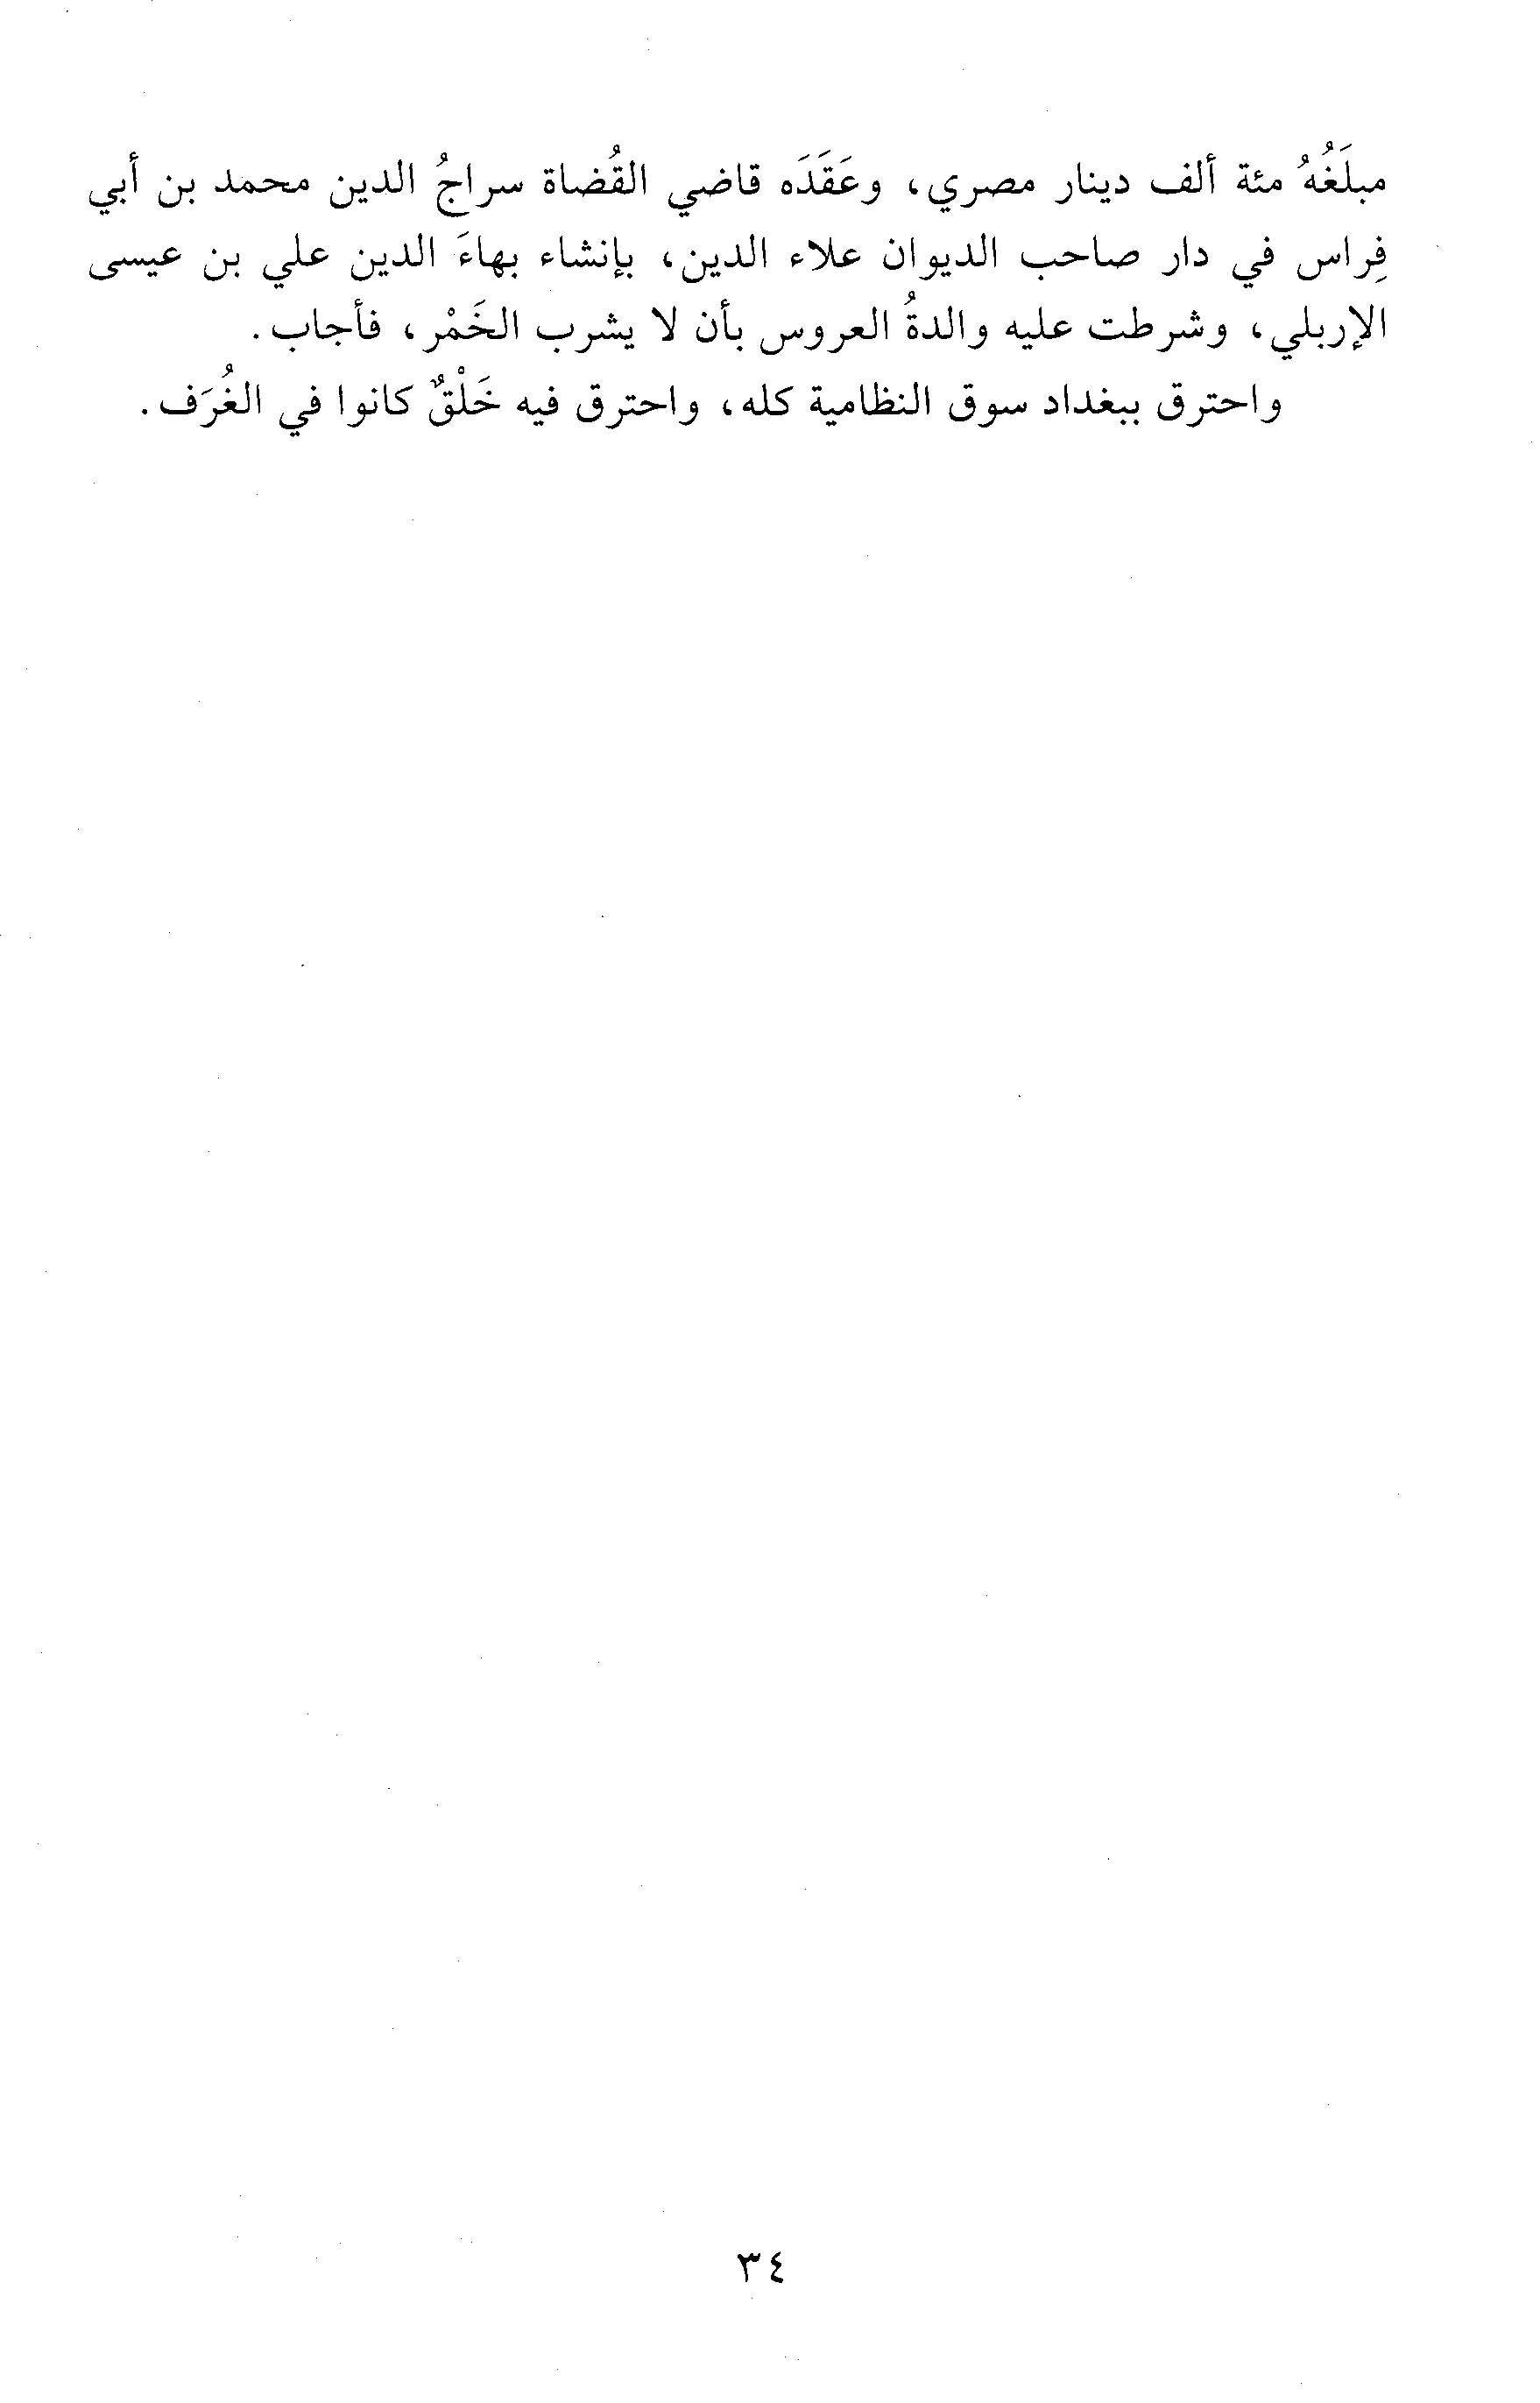 مبلَغُهُ مئة ألف دينار مصري، وعَقَدَه قاضي القُضاة سراجُ الدين محمد بن أبي
فِراس في دار صاحب الديوان علاء الدين، بإنشاء بهاءَ الدين علي بن عيسى
الإربلي، وشرطت عليه والدةُ العروس بأن لا يشرب الخَمْر، فأجاب.
واحترق ببغداد سوق النظامية كله، واحترق فيه خَلْقٌ كانوا في الغُرَف.
٣٤